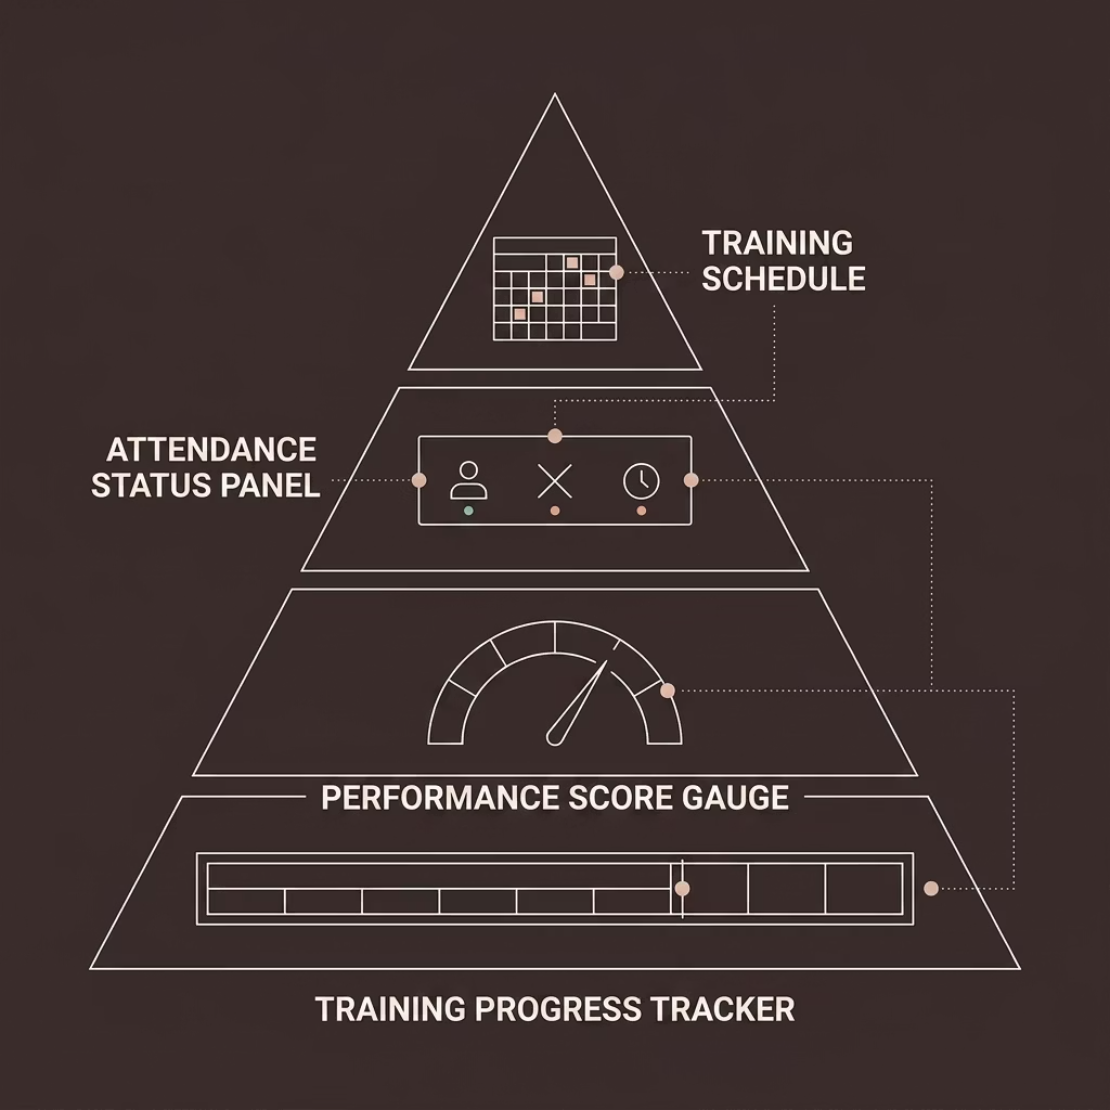 TRAINING
SCHEDULE
ATTENDANCE
STATUS PANEL
PERFORMANCE SCORE GAUGE
TRAINING PROGRESS TRACKER